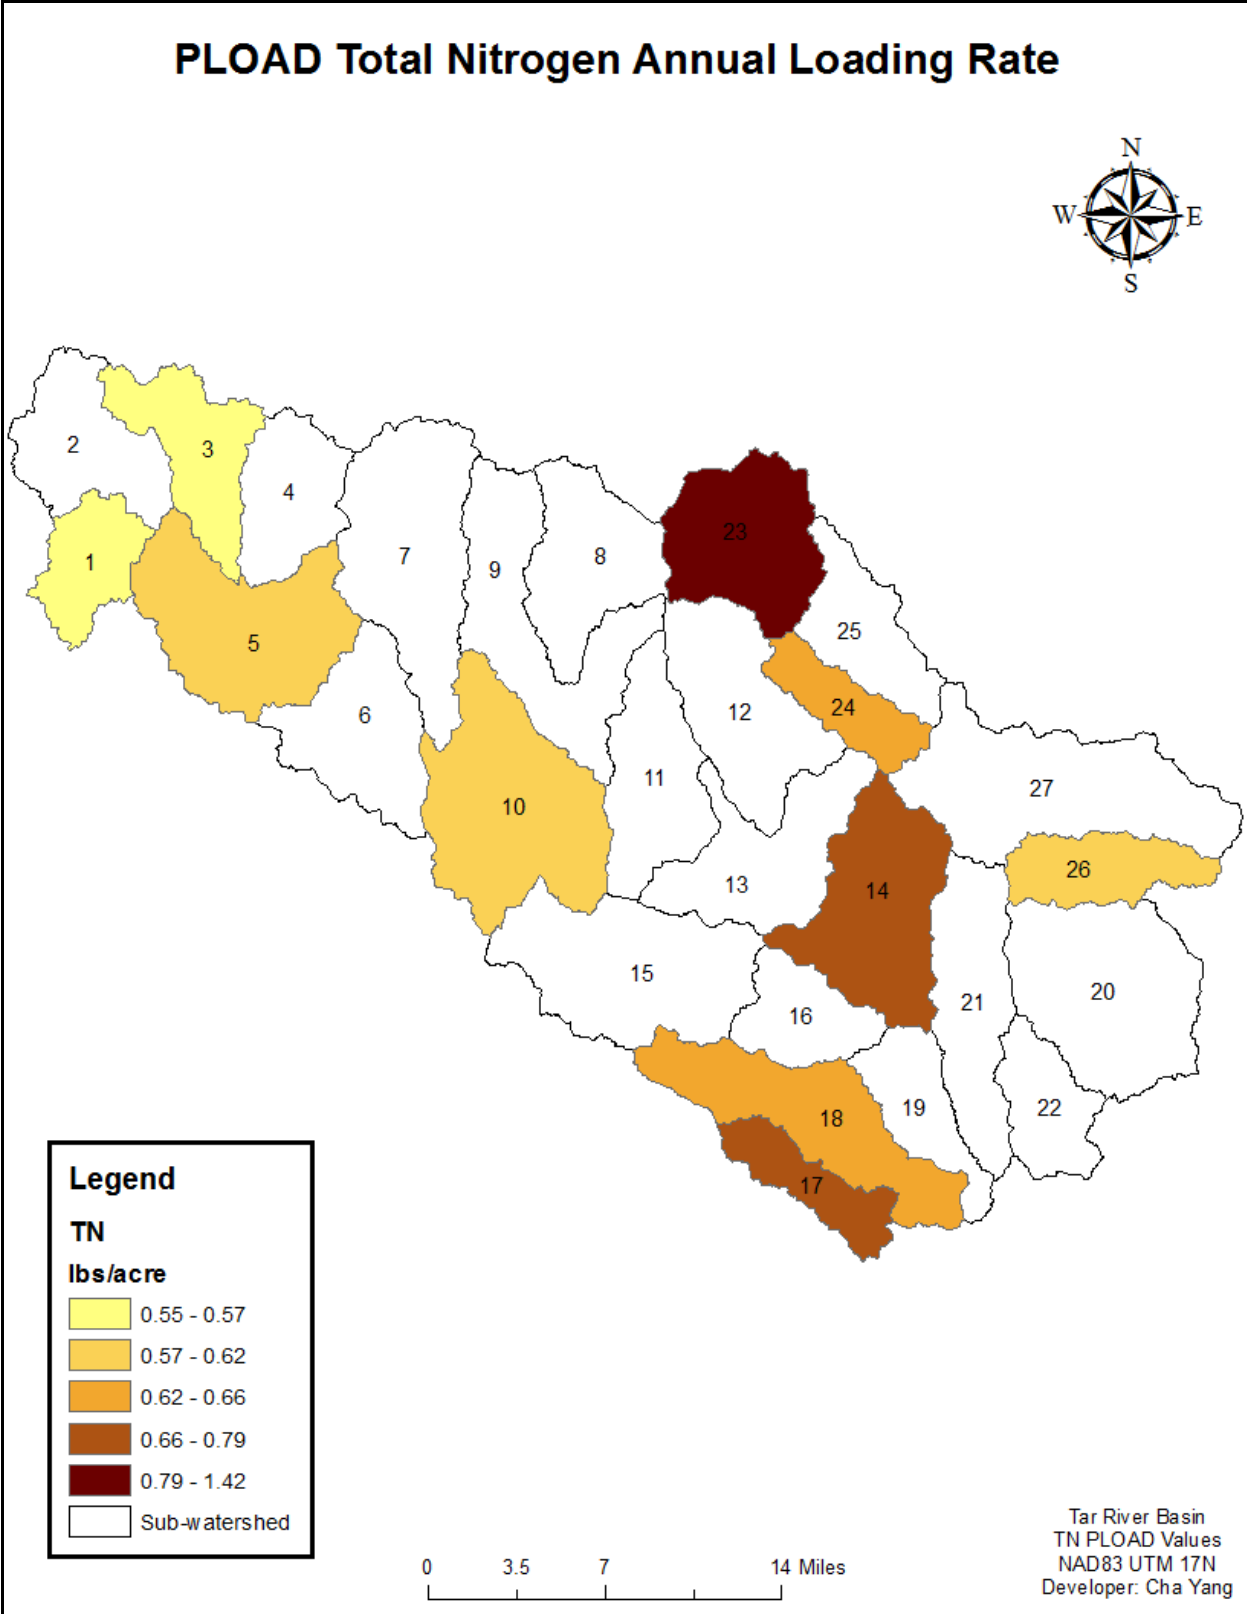 PLOAD Total Nitrogen Annual Loading Rate
N
W E
S
2
3
4
1
7
9
8
23
5
25
6
12
24
10
11
27
13
14
26
15
16
21
20
18
19
22
17
Legend
TN
lbs/acre
0.55 - 0.57
0.57 - 0.62
0.62 - 0.66
0.66 - 0.79
0.79 - 1.42
Sub-watershed
0 3.5 7 14 Miles
Tar River Basin
TN PLOAD Values
NAD83 UTM 17N
Developer: Cha Yang